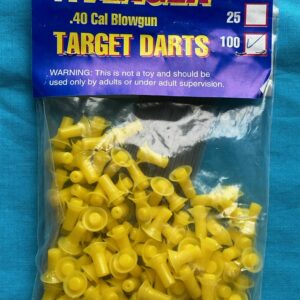 .40 Cal Blowgun
TARGET DARTS
25
100
WARNING: This is not a toy and should be
used only by adults or under adult supervision.